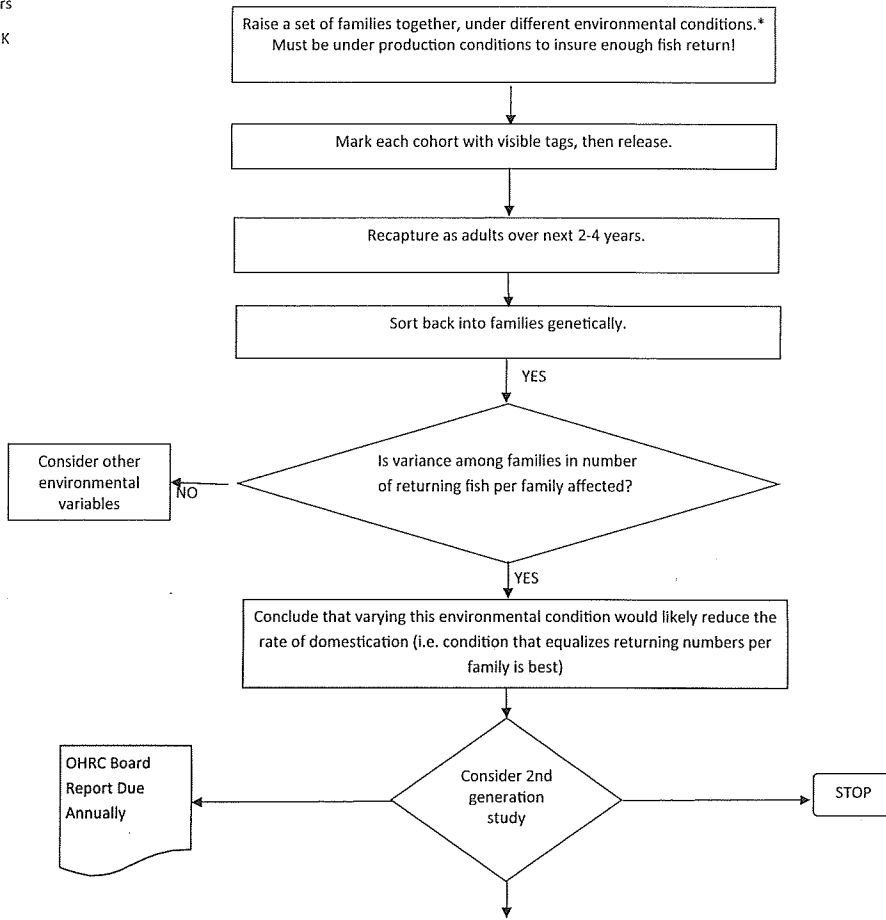 rs
K
Raise a set of families together, under different environmental conditions.*
Must be under production conditions to insure enough fish return!
Mark each cohort with visible tags, then release.
Recapture as adults over next 2-4 years.
Sort back into families genetically.
YES
Is variance among families in number
of returning fish per family affected?
NO
Consider other
environmental
variables
YES
Conclude that varying this environmental condition would likely reduce the
rate of domestication (i.e. condition that equalizes returning numbers per
family is best)
Consider 2nd
generation
study
OHRC Board
Report Due
Annually
STOP